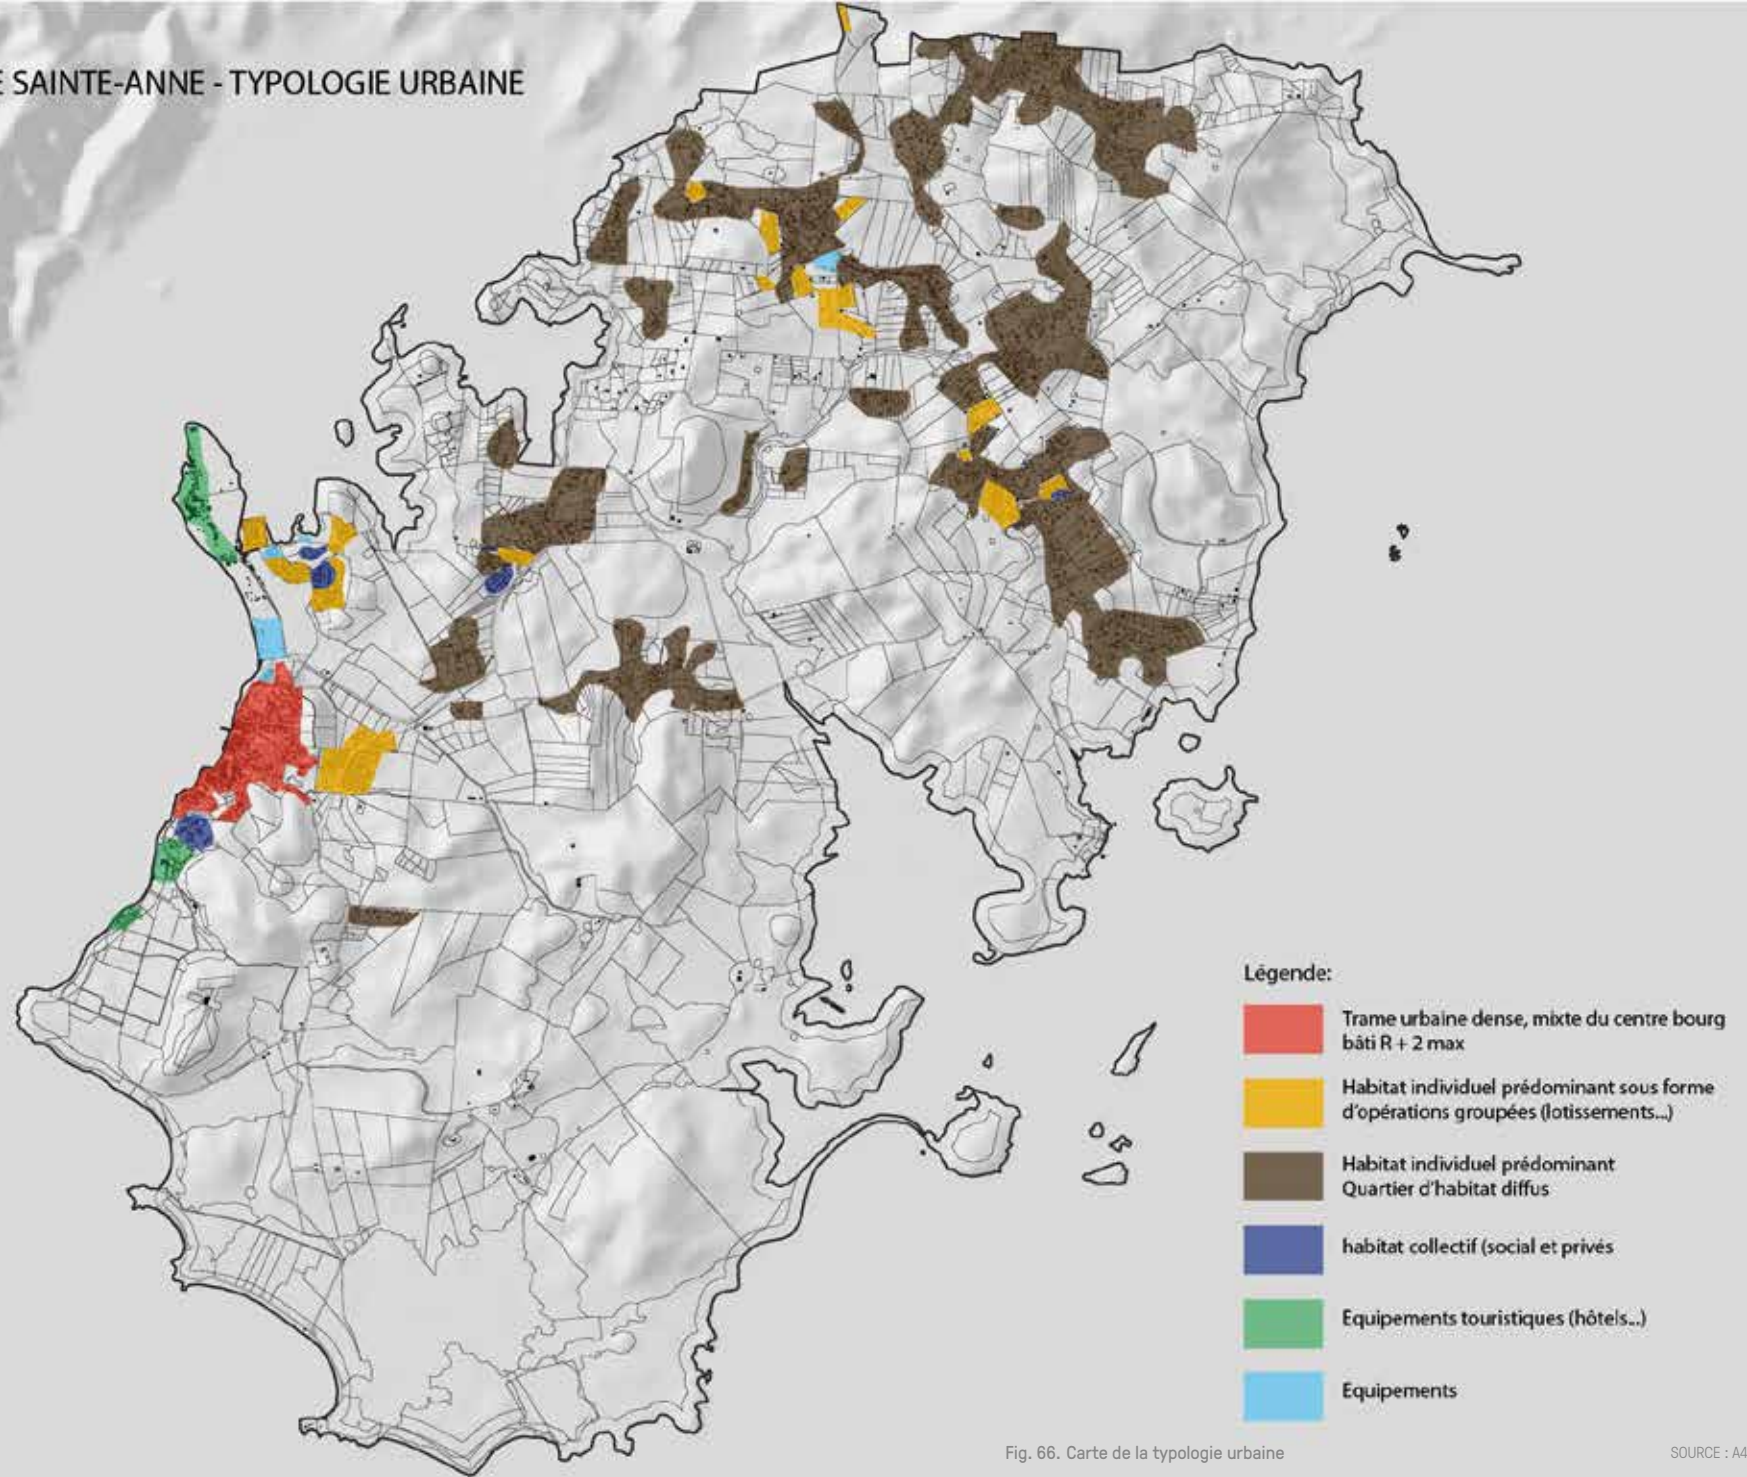 E SAINTE-ANNE - TYPOLOGIE URBAINE
Légende:
Trame urbaine dense, mixte du centre bourg
bâti R + 2 max
Habitat individuel prédominant sous forme
d'opérations groupées (lotissements...)
Habitat individuel prédominant
Quartier d'habitat diffus
habitat collectif (social et privés
Equipements touristiques (hôtels...)
Equipements
Fig. 66. Carte de la typologie urbaine
SOURCE : A4